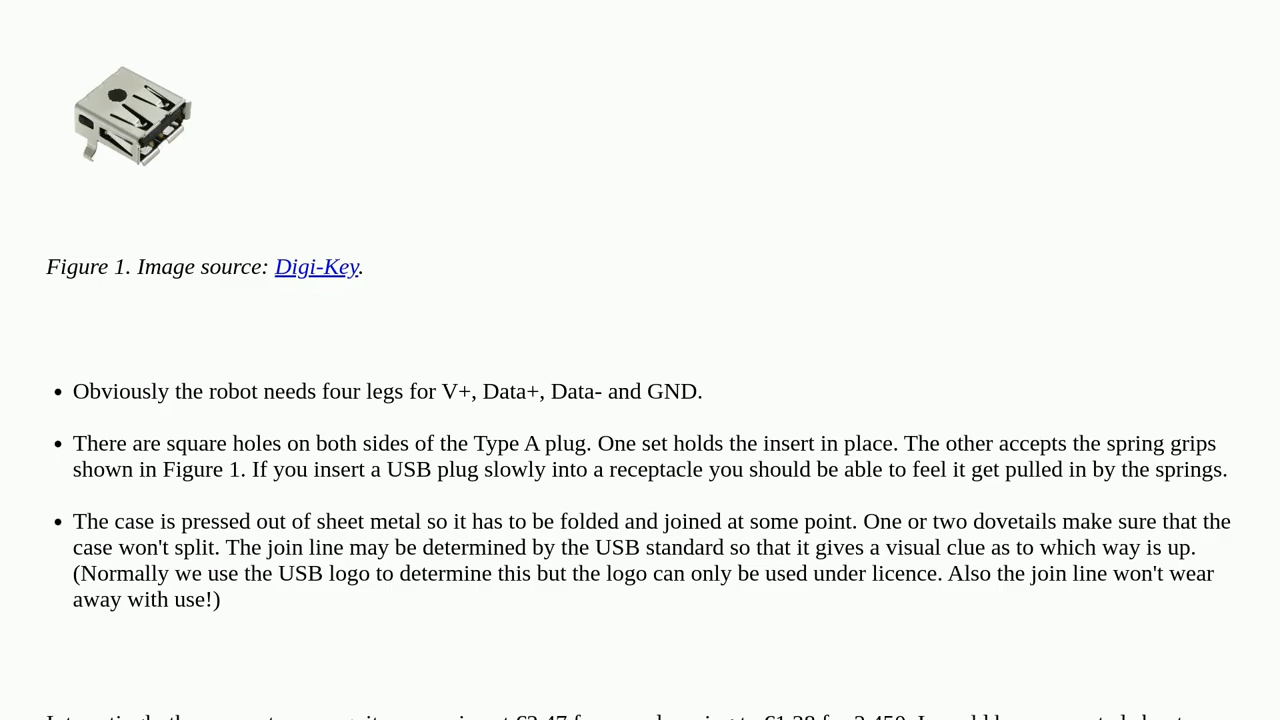 Figure 1. Image source: Digi-Key.
• Obviously the robot needs four legs for V+, Data+, Data- and GND.
• There are square holes on both sides of the Type A plug. One set holds the insert in place. The other accepts the spring grips
shown in Figure 1. If you insert a USB plug slowly into a receptacle you should be able to feel it get pulled in by the springs.
• The case is pressed out of sheet metal so it has to be folded and joined at some point. One or two dovetails make sure that the
case won't split. The join line may be determined by the USB standard so that it gives a visual clue as to which way is up.
(Normally we use the USB logo to determine this but the logo can only be used under licence. Also the join line won't wear
away with use!)